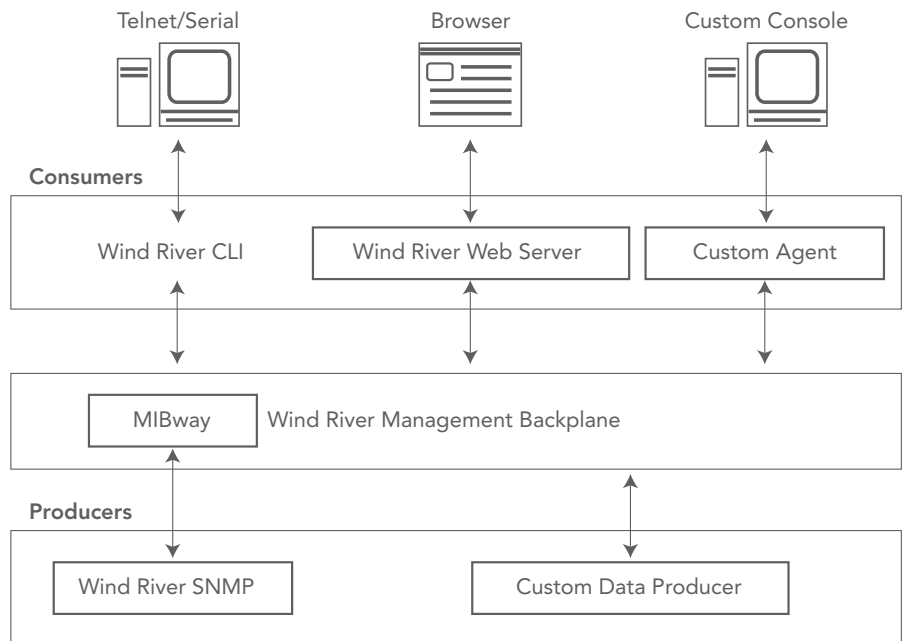 Telnet/Serial
Browser
Custom Console
Consumers
Wind River CLI
Wind River Web Server
Custom Agent
MIBway
Wind River Management Backplane
Producers
Wind River SNMP
Custom Data Producer